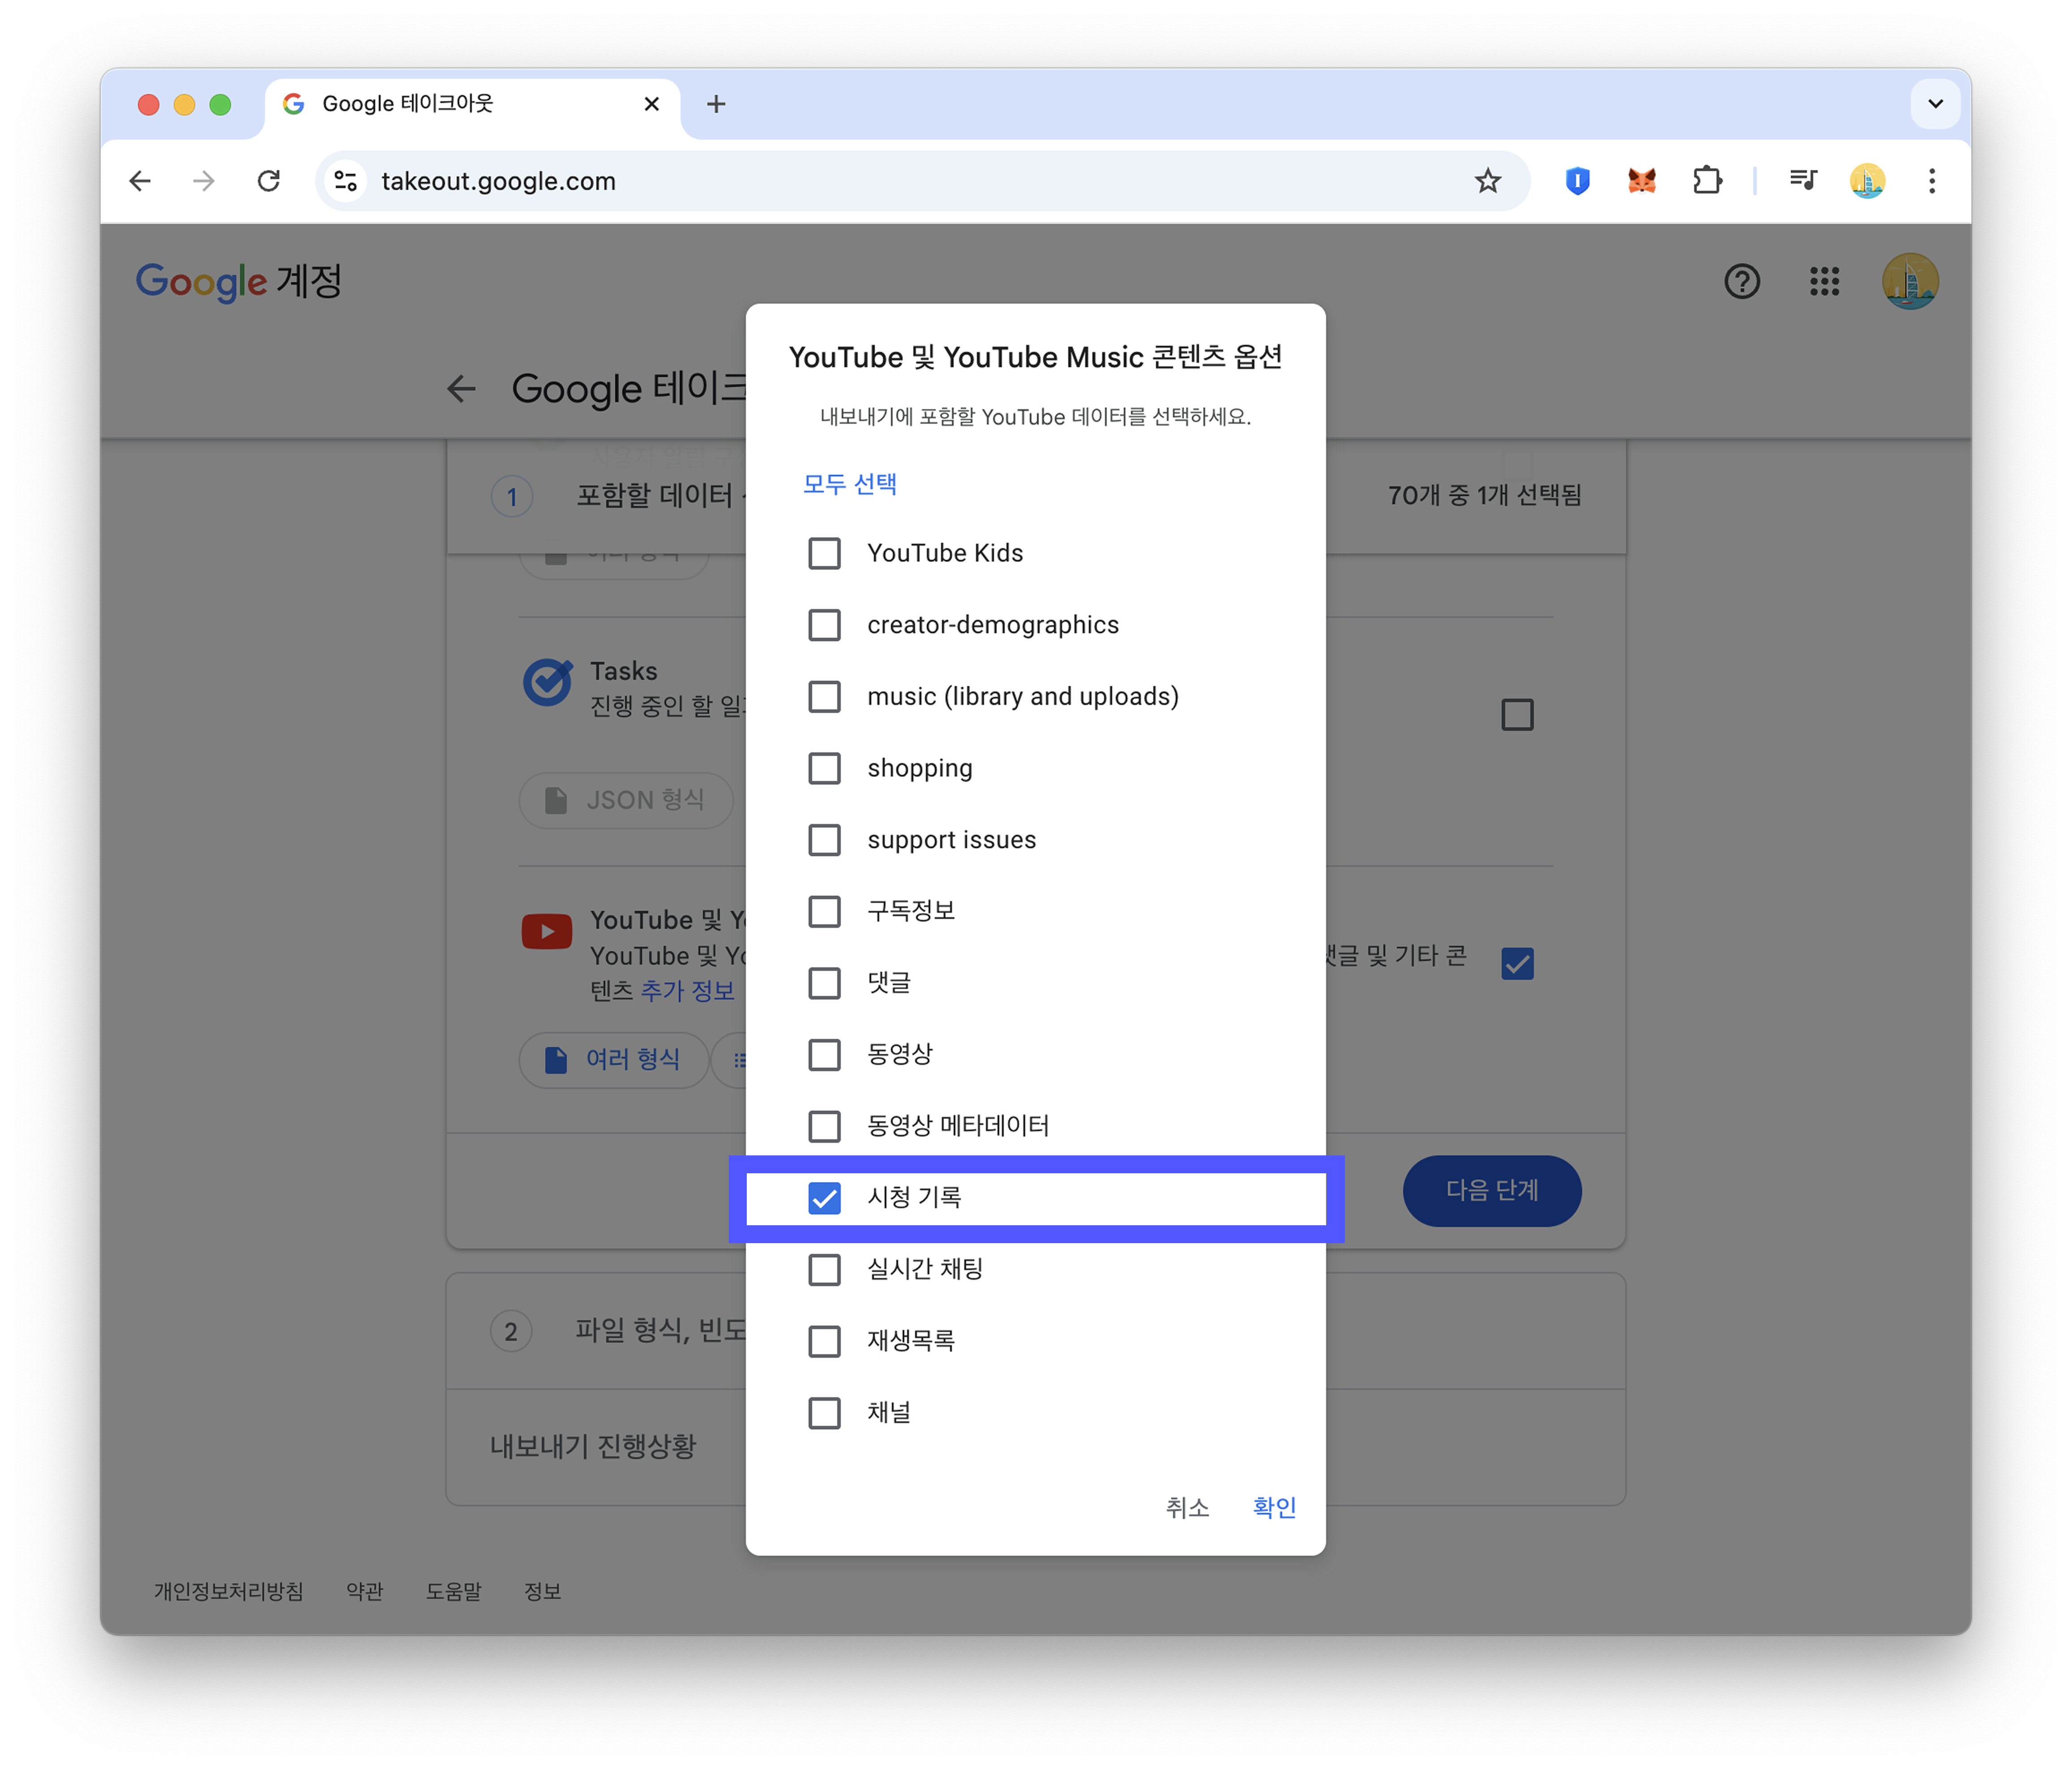 Google 테이크아웃
takeout.google.com
Google 계정
Google 테이크
1 포함할 데이터
70개 중 1개 선택됨
여러 형식
Tasks
진행 중인 할 일
JSON 형식
YouTube 및 Y
YouTube 및 Yo
댓글 및 기타 콘
텐츠 추가 정보
여러 형식
다음 단계
2 파일 형식, 빈도
내보내기 진행상황
YouTube 및 YouTube Music 콘텐츠 옵션
내보내기에 포함할 YouTube 데이터를 선택하세요.
모두 선택
YouTube Kids
creator-demographics
music (library and uploads)
shopping
support issues
구독정보
댓글
동영상
동영상 메타데이터
시청 기록
실시간 채팅
재생목록
채널
취소 확인
개인정보처리방침 약관 도움말 정보